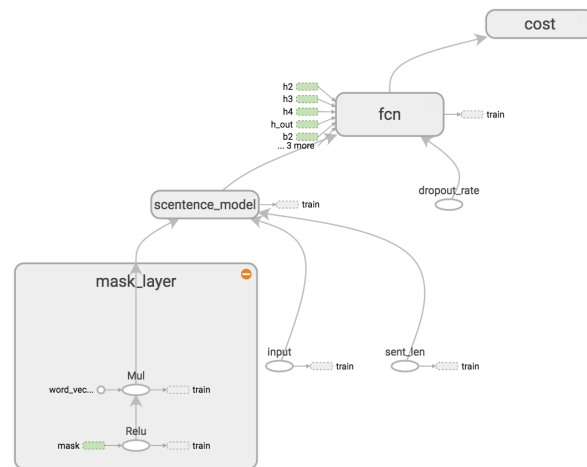 cost
h2
h3
h4
h_out
b2
... 3 more
fcn
train
dropout_rate
scentence_model
train
mask_layer
input
train
sent_len
train
Mul
word_vec...
train
Relu
mask
train